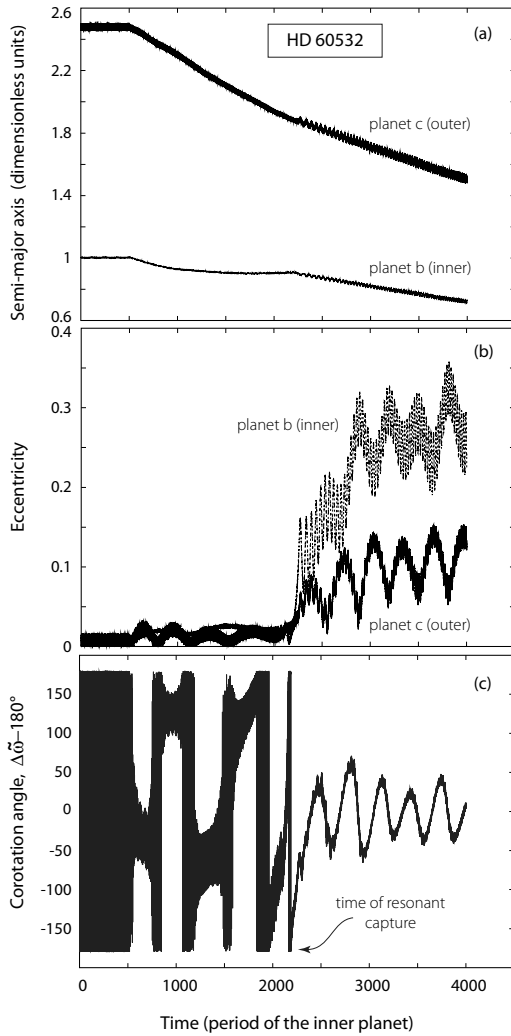 2.6
(a)
HD 60532
2.2
1.8
planet c (outer)
1.4
1
planet b (inner)
0.6
Semi-major axis (dimensionless units)
0.4
(b)
0.3
planet b (inner)
0.2
0.1
planet c (outer)
0
Eccentricity
150
(c)
100
50
0
-50
-100
time of resonant
capture
-150
Corotation angle, Δω̃–180°
0 1000 2000 3000 4000 4500
Time (period of the inner planet)